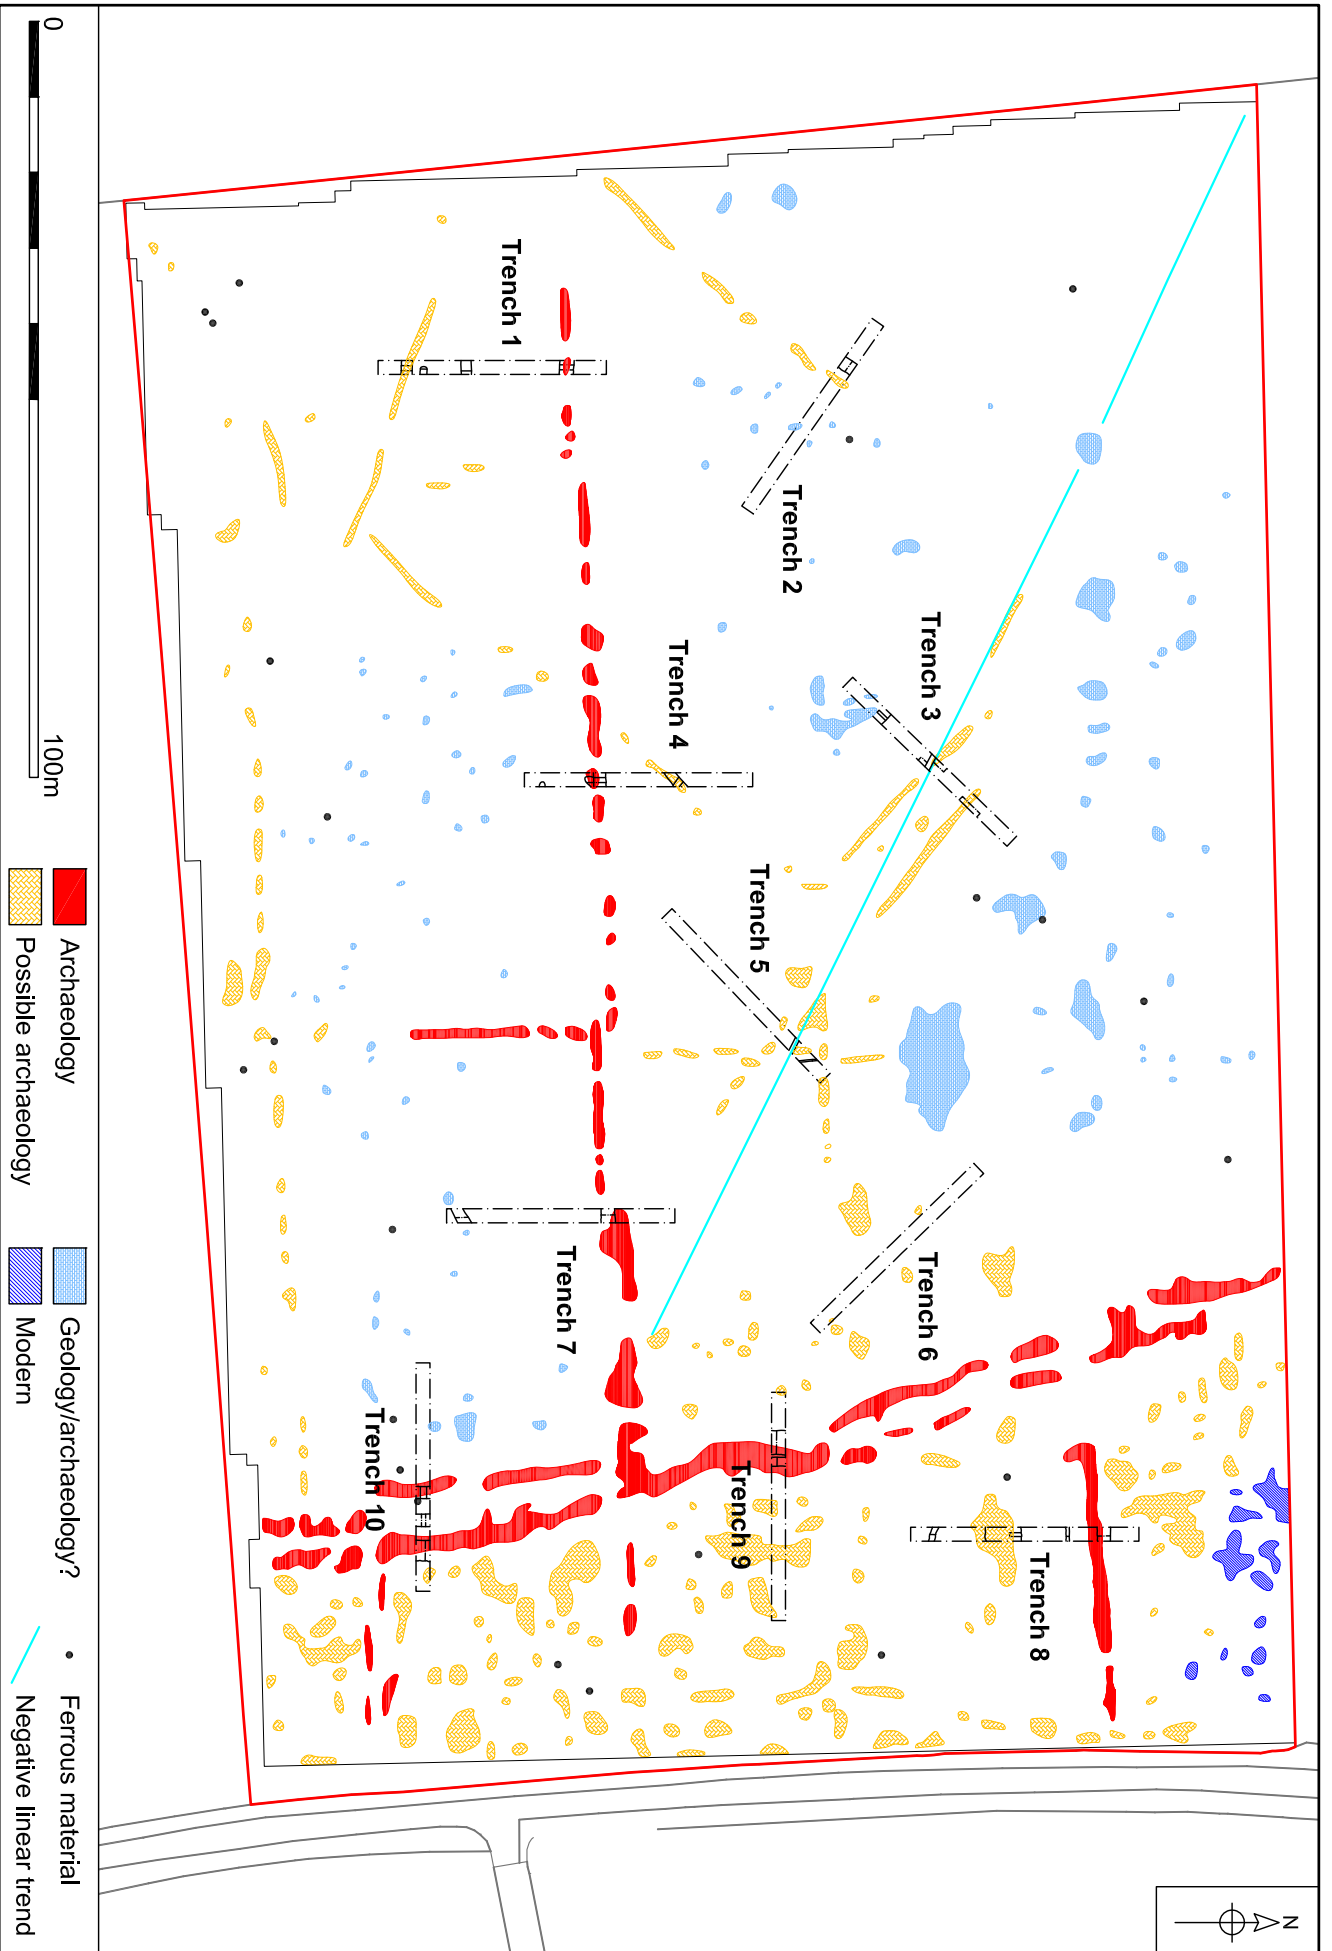 N
Trench 1
Trench 2
Trench 3
Trench 4
Trench 5
Trench 6
Trench 7
Trench 8
Trench 9
Trench 10
0
100m
Archaeology
Possible archaeology
Geology/archaeology?
Modern
Ferrous material
Negative linear trend